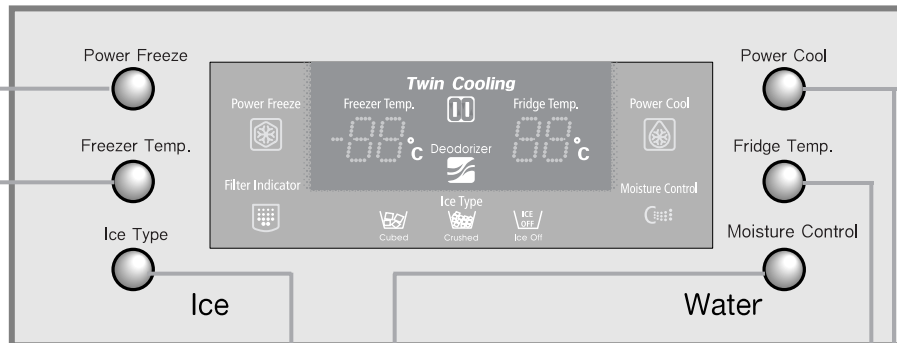 Power Freeze
Freezer Temp.
Ice Type
Ice
Twin Cooling
Power Freeze
Freezer Temp.
Fridge Temp.
Power Cool
-88°C
88°C
Deodorizer
Filter Indicator
Moisture Control
Ice Type
ICE
OFF
Cubed
Crushed
Ice Off
Power Cool
Fridge Temp.
Moisture Control
Water